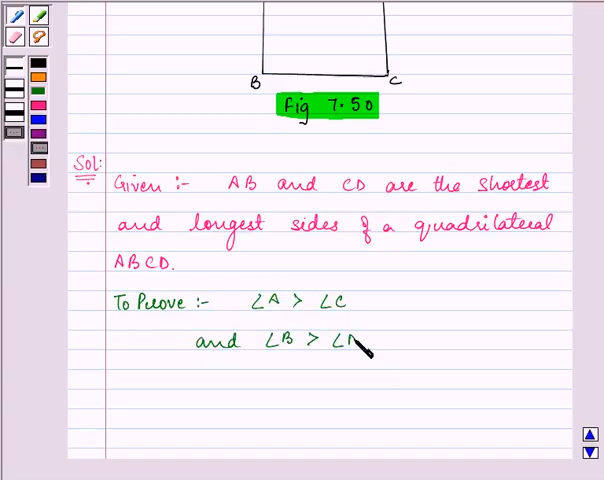 B C
Fig 7.50
Sol:
Given :- AB and CD are the shortest
and longest sides of a quadrilateral
ABCD.
To Prove :- ∠A > ∠C
and ∠B > ∠